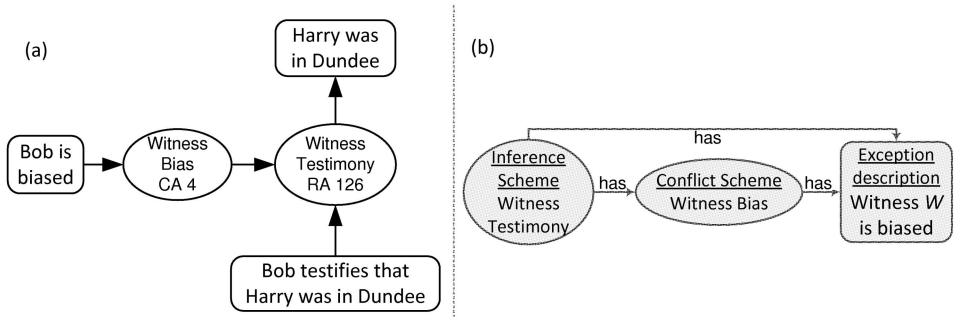 (a)
Harry was
in Dundee
Bob is
biased
Witness
Bias
CA 4
Witness
Testimony
RA 126
Bob testifies that
Harry was in Dundee
(b)
has
Inference
Scheme
Witness
Testimony
has
Conflict Scheme
Witness Bias
has
Exception
description
Witness W
is biased